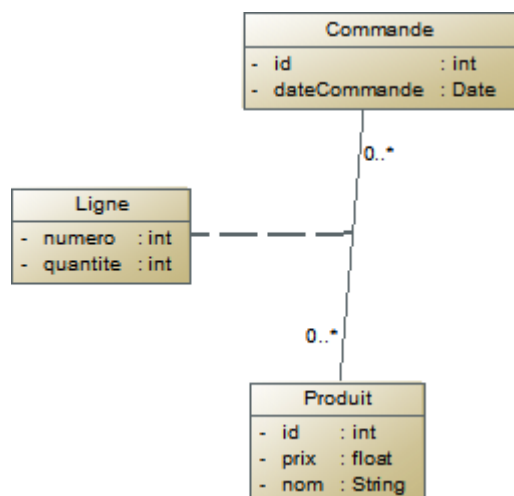 Commande
- id : int
- dateCommande : Date
0..*
Ligne
- numero : int
- quantite : int
0..*
Produit
- id : int
- prix : float
- nom : String